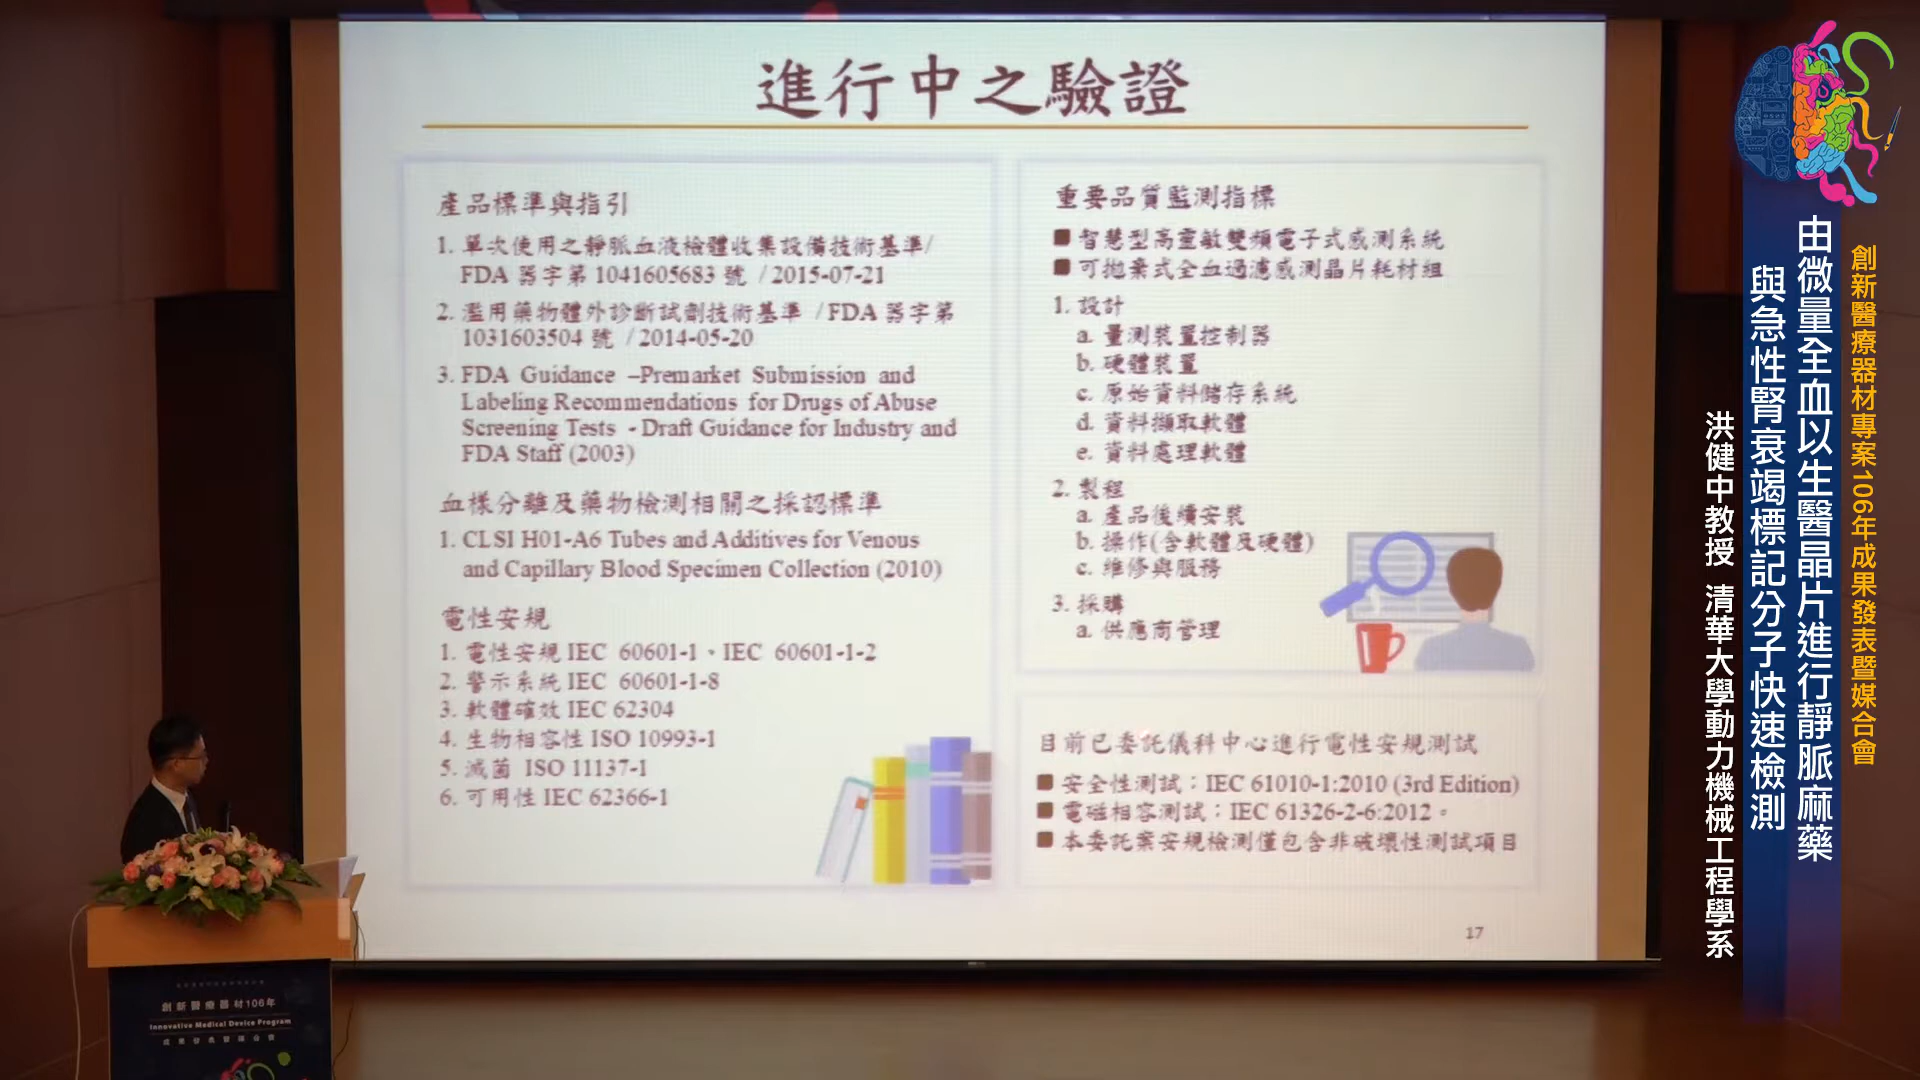 進行中之驗證
產品標準與指引
1. 單次使用之靜脈血液檢體收集設備技術基準/
FDA 器字第 1041605683 號 / 2015-07-21
2. 濫用藥物體外診斷試劑技術基準 / FDA 器字第
1031603504 號 / 2014-05-20
3. FDA Guidance –Premarket Submission and
Labeling Recommendations for Drugs of Abuse
Screening Tests - Draft Guidance for Industry and
FDA Staff (2003)
血樣分離及藥物檢測相關之採認標準
1. CLSI H01-A6 Tubes and Additives for Venous
and Capillary Blood Specimen Collection (2010)
電性安規
1. 電性安規 IEC 60601-1、IEC 60601-1-2
2. 警示系統 IEC 60601-1-8
3. 軟體確效 IEC 62304
4. 生物相容性 ISO 10993-1
5. 滅菌 ISO 11137-1
6. 可用性 IEC 62366-1
重要品質監測指標
智慧型高靈敏雙頻電子式感測系統
可拋棄式全血過濾感測晶片耗材組
1. 設計
a. 量測裝置控制器
b. 硬體裝置
c. 原始資料儲存系統
d. 資料擷取軟體
e. 資料處理軟體
2. 製程
a. 產品後續安裝
b. 操作(含軟體及硬體)
c. 維修與服務
3. 採購
a. 供應商管理
目前已委託儀科中心進行電性安規測試
安全性測試：IEC 61010-1:2010 (3rd Edition)
電磁相容測試：IEC 61326-2-6:2012。
本委託案安規檢測僅包含非破壞性測試項目
17
創新醫療器材專案106年成果發表暨媒合會
由微量全血以生醫晶片進行靜脈麻藥
與急性腎衰竭標記分子快速檢測
洪健中教授 清華大學動力機械工程學系
創新醫療器材106年
Innovative Medical Device Program
成果發表暨媒合會